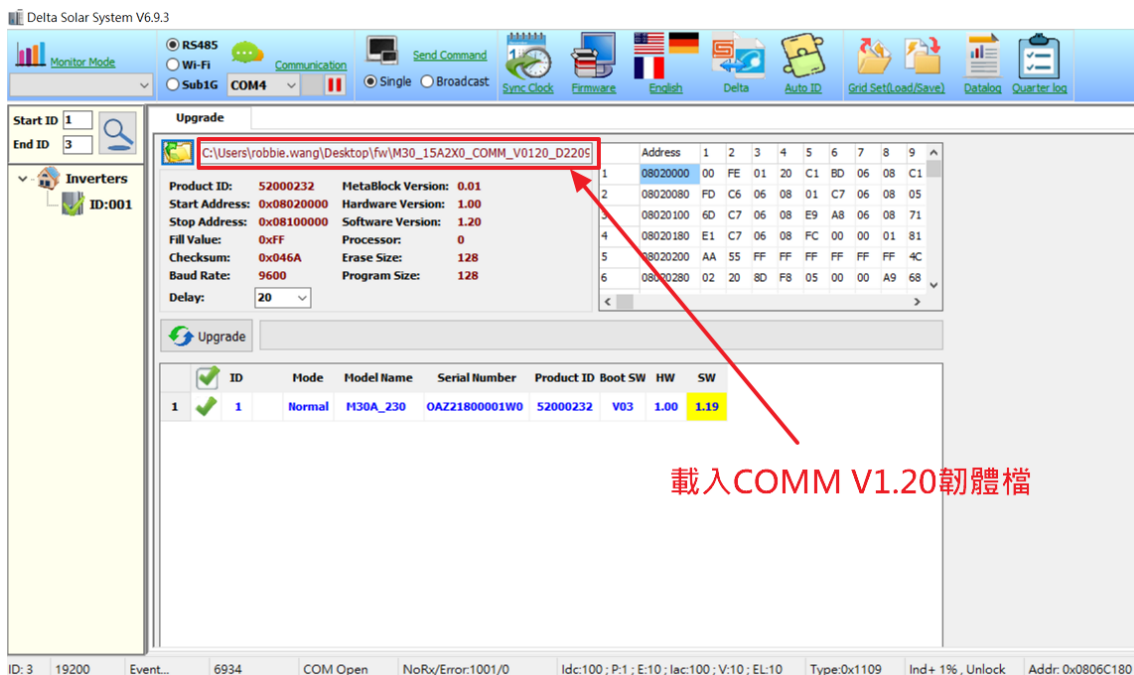 Delta Solar System V6.9.3
Monitor Mode
RS485
Wi-Fi
Sub1G COM4
Communication
Send Command
Single Broadcast
Sync Clock
Firmware
English
Delta
Auto ID
Grid Set(Load/Save)
Datalog
Quarter log
Start ID 1
End ID 3
Inverters
ID:001
Upgrade
C:\Users\robbie.wang\Desktop\fw\M30_15A2X0_COMM_V0120_D2209
Product ID: 52000232 MetaBlock Version: 0.01
Start Address: 0x08020000 Hardware Version: 1.00
Stop Address: 0x08100000 Software Version: 1.20
Fill Value: 0xFF Processor: 0
Checksum: 0x046A Erase Size: 128
Baud Rate: 9600 Program Size: 128
Delay: 20
Address 1 2 3 4 5 6 7 8 9
1 08020000 00 FE 01 20 C1 BD 06 08 C1
2 08020080 FD C6 06 08 01 C7 06 08 05
3 08020100 6D C7 06 08 E9 A8 06 08 71
4 08020180 E1 C7 06 08 FC 00 00 01 81
5 08020200 AA 55 FF FF FF FF FF FF 4C
6 08020280 02 20 8D F8 05 00 00 A9 68
Upgrade
ID Mode Model Name Serial Number Product ID Boot SW HW SW
1 1 Normal M30A_230 OAZ21800001W0 52000232 V03 1.00 1.19
載入COMM V1.20韌體檔
ID: 3 19200 Event... 6934 COM Open NoRx/Error:1001/0 Idc:100 ; P:1 ; E:10 ; Iac:100 ; V:10 ; EL:10 Type:0x1109 Ind+ 1% , Unlock Addr: 0x0806C180